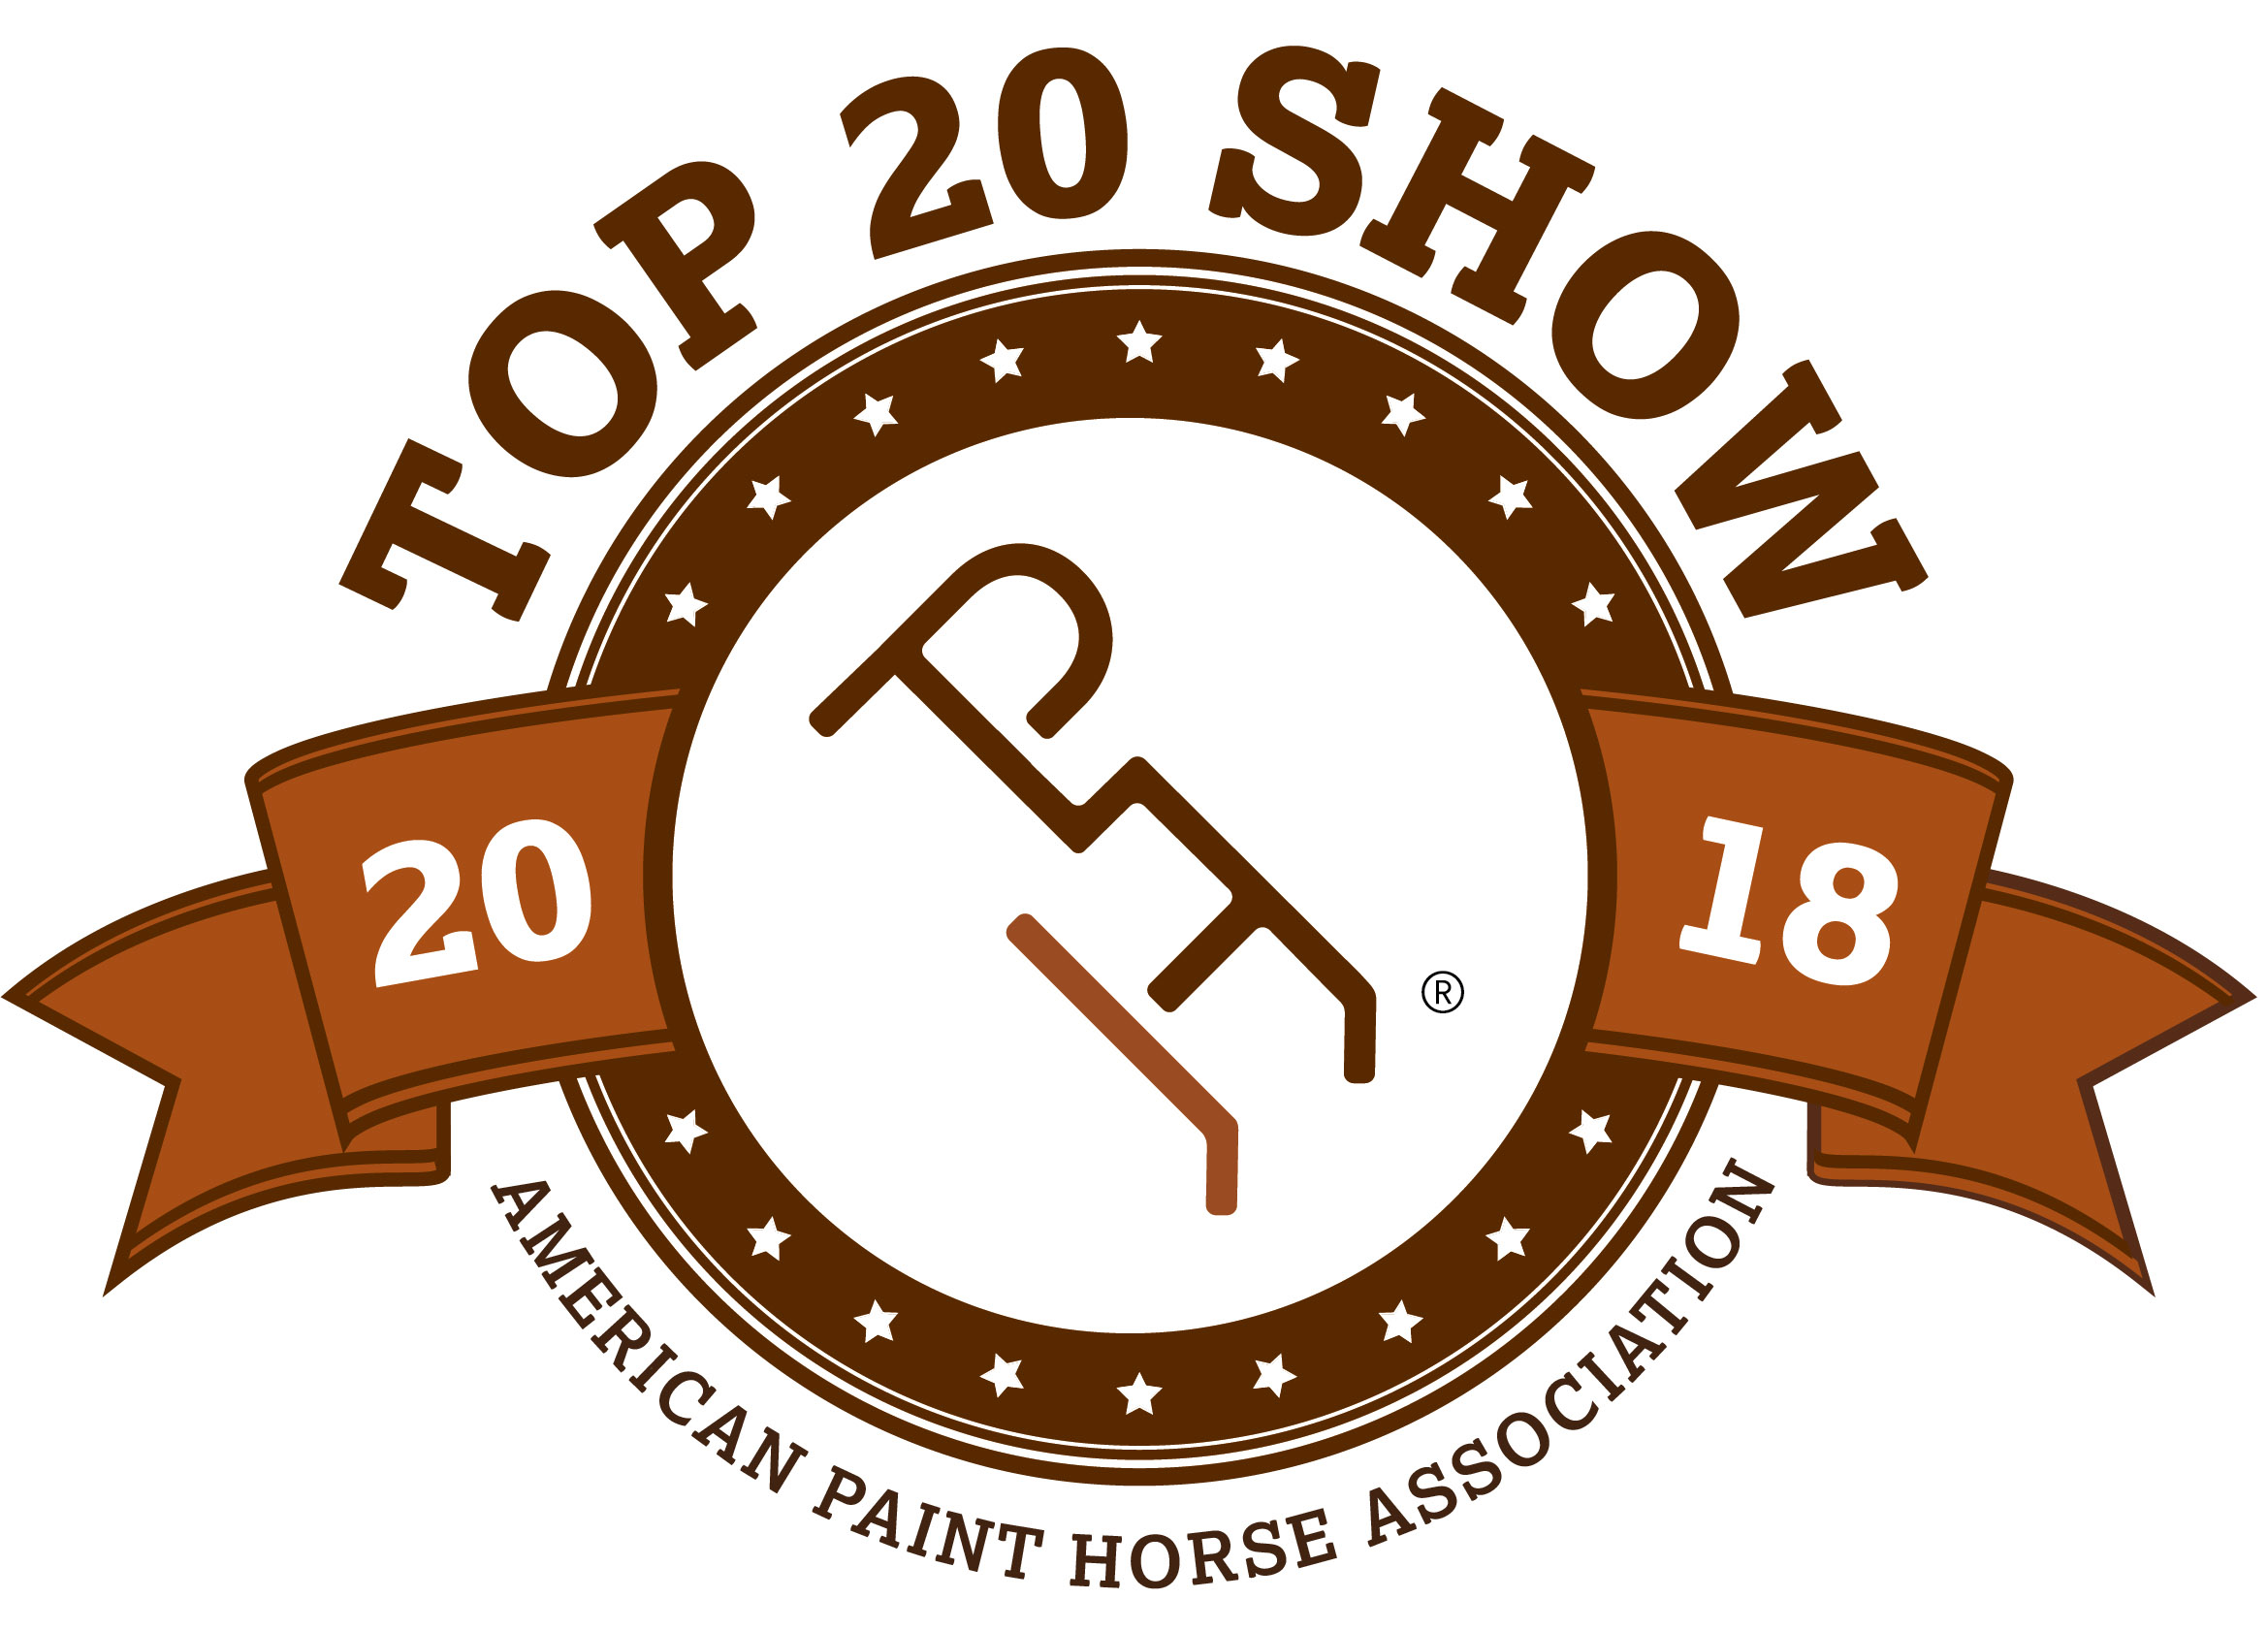 TOP 20 SHOW
20 18
®
AMERICAN PAINT HORSE ASSOCIATION